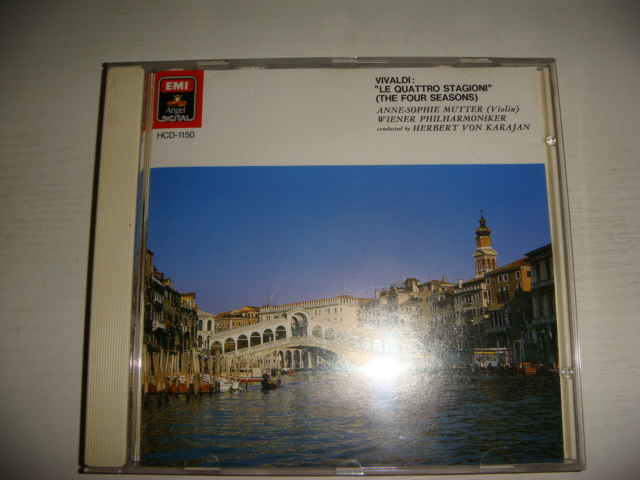 EMI
Angel
DIGITAL
HCD-1150
VIVALDI:
"LE QUATTRO STAGIONI"
(THE FOUR SEASONS)
ANNE-SOPHIE MUTTER (Violin)
WIENER PHILHARMONIKER
conducted by HERBERT VON KARAJAN